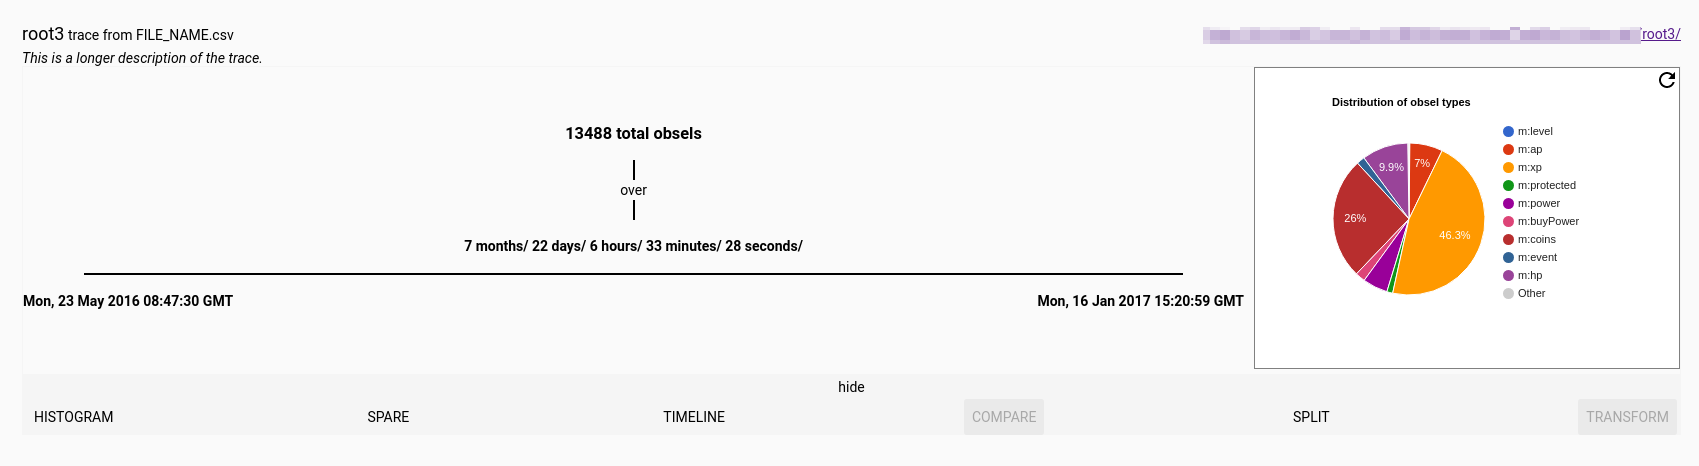 root3 trace from FILE_NAME.csv
root3/
This is a longer description of the trace.
13488 total obsels
over
7 months/ 22 days/ 6 hours/ 33 minutes/ 28 seconds/
Mon, 23 May 2016 08:47:30 GMT
Mon, 16 Jan 2017 15:20:59 GMT
Distribution of obsel types
7%
9.9%
26%
46.3%
m:level
m:ap
m:xp
m:protected
m:power
m:buyPower
m:coins
m:event
m:hp
Other
hide
HISTOGRAM SPARE TIMELINE COMPARE SPLIT TRANSFORM